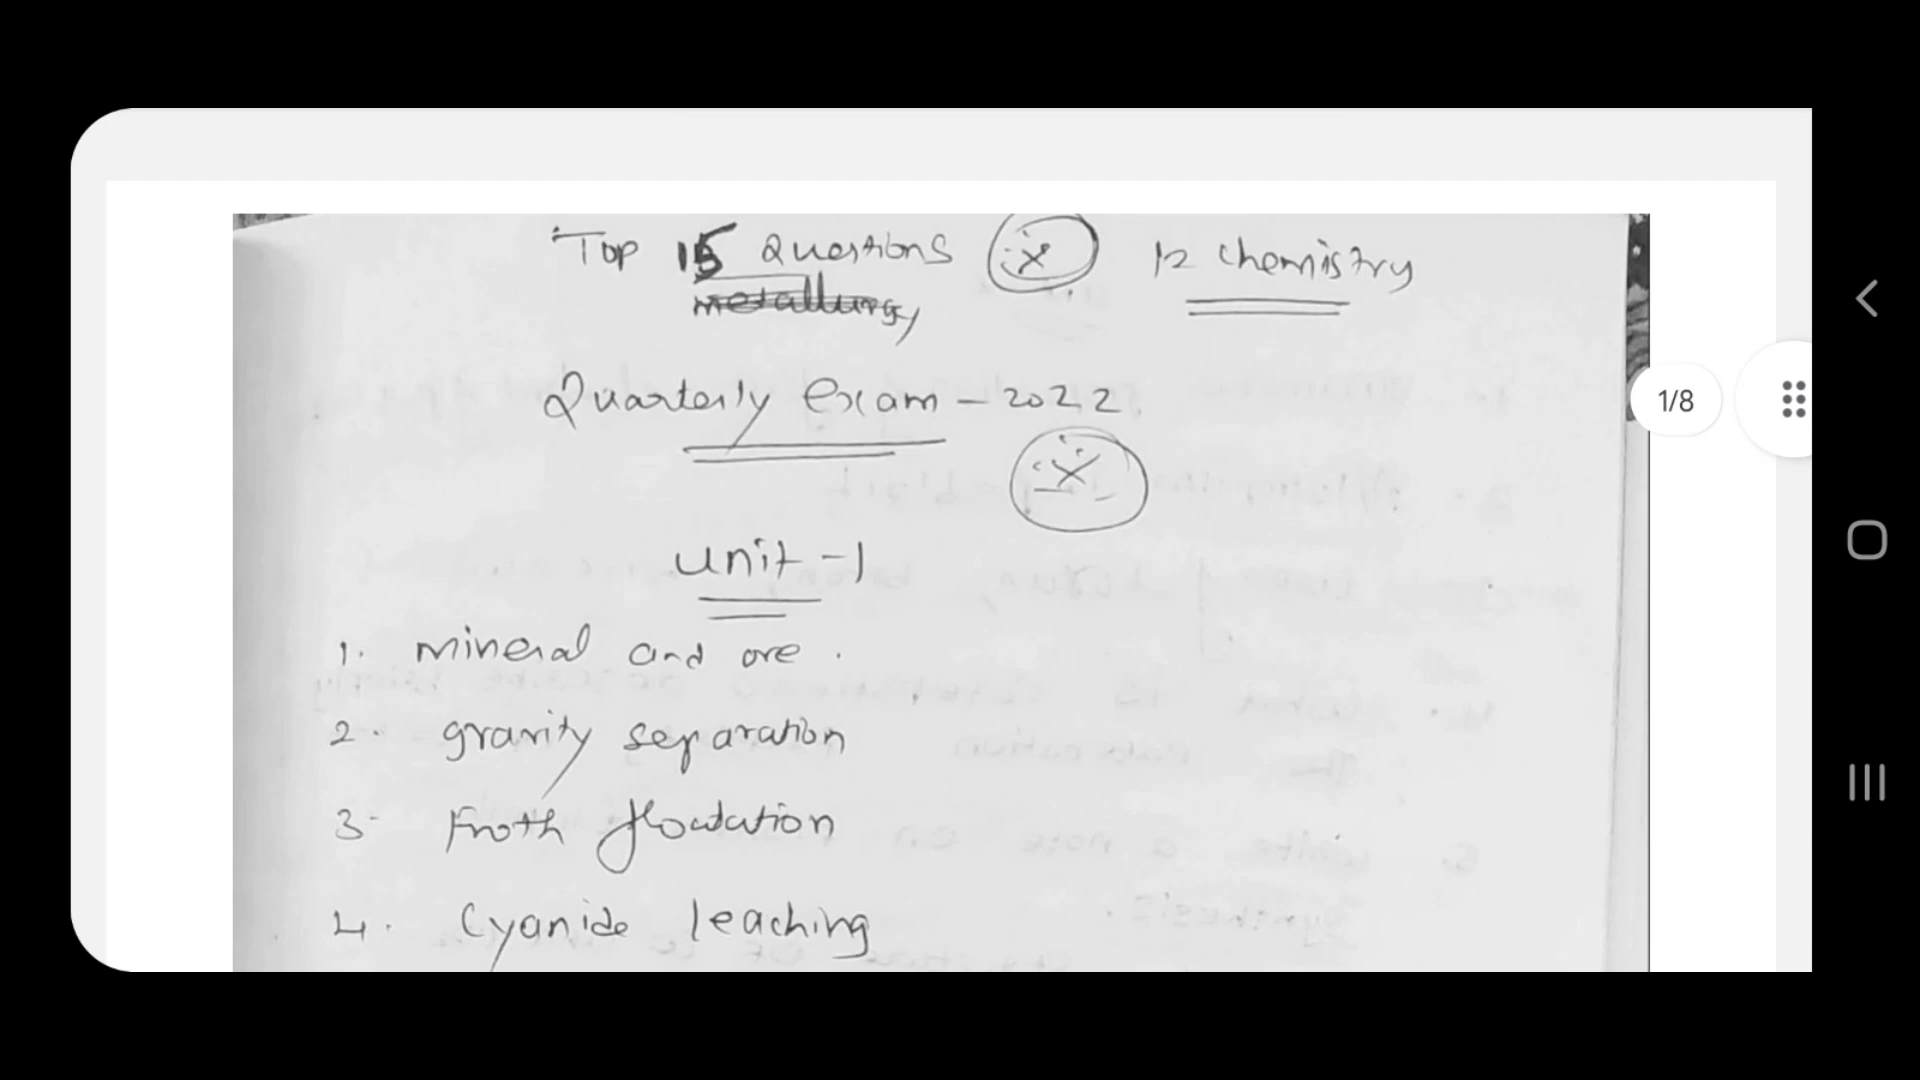 Top 15 Questions 12 chemistry
metallurgy
Quarterly Exam - 2022
unit - 1
1. mineral and ore.
2. gravity separation
3. Froth flowtation
4. Cyanide leaching
1/8